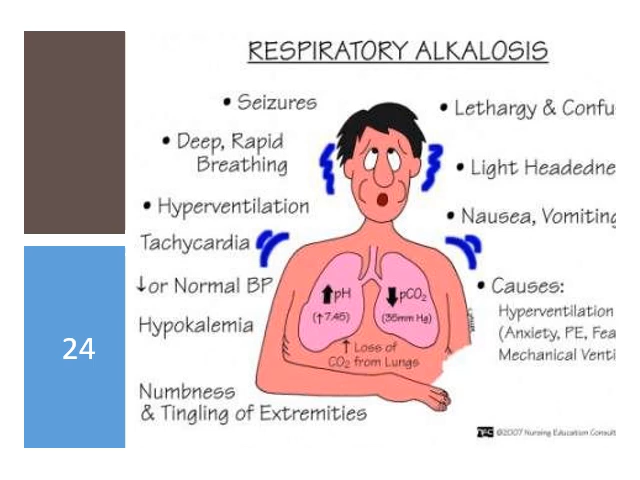 RESPIRATORY ALKALOSIS
• Seizures
• Lethargy & Confu
• Deep, Rapid
Breathing
• Light Headedne
• Hyperventilation
• Nausea, Vomiting
Tachycardia
↓or Normal BP
• Causes:
Hyperventilation
(Anxiety, PE, Fea
Mechanical Venti
pH
(↑7.45)
↓pCO₂
(35mm Hg)
Hypokalemia
↑ Loss of
CO₂ from Lungs
24
Numbness
& Tingling of Extremities
©2007 Nursing Education Consult